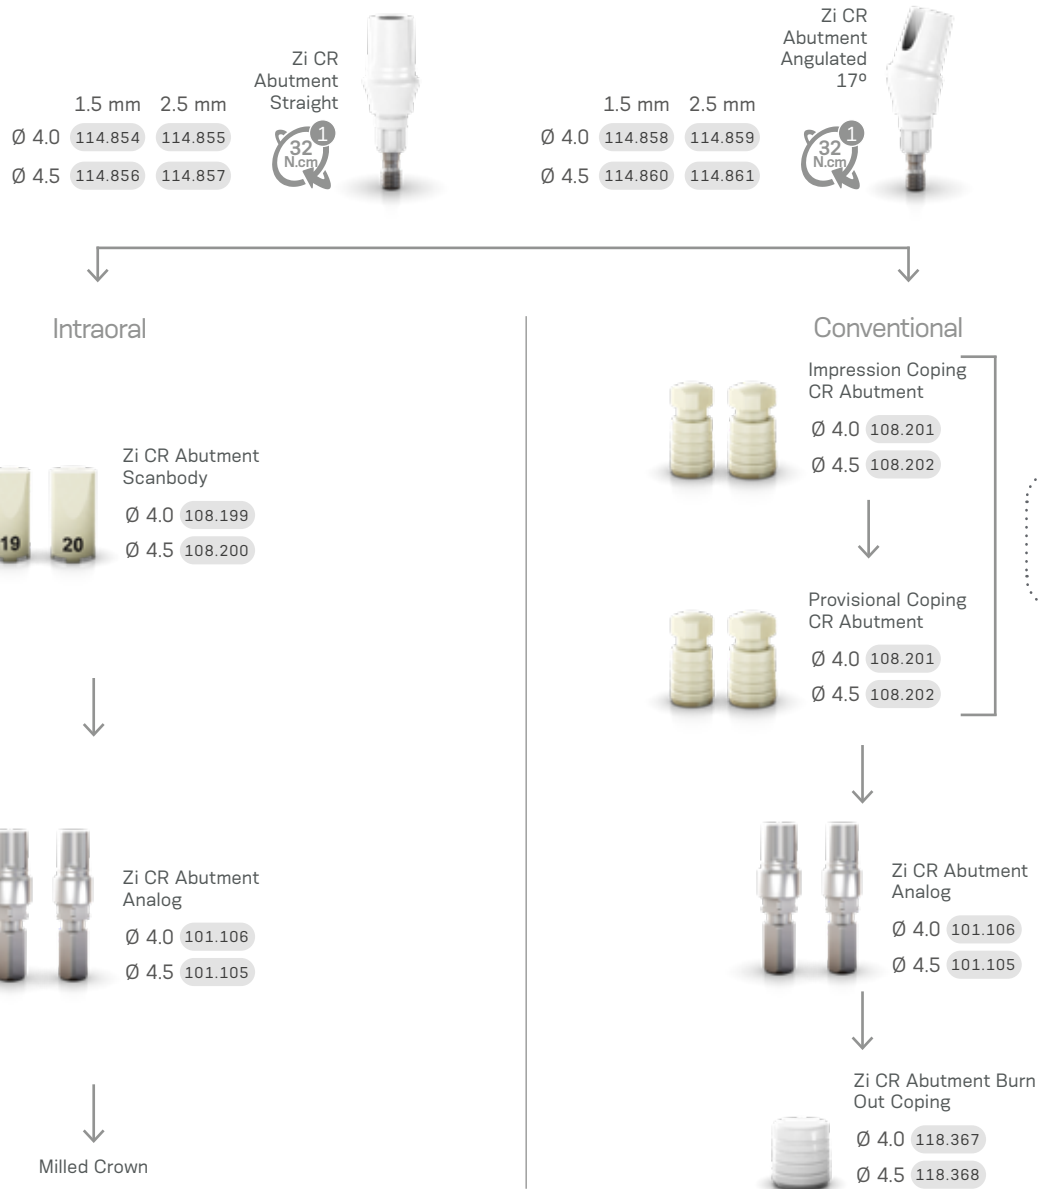 Zi CR
Abutment
Straight
1.5 mm 2.5 mm
Ø 4.0 114.854 114.855
Ø 4.5 114.856 114.857
1
32
N.cm
Zi CR
Abutment
Angulated
17º
1.5 mm 2.5 mm
Ø 4.0 114.858 114.859
Ø 4.5 114.860 114.861
1
32
N.cm
Intraoral
Zi CR Abutment
Scanbody
Ø 4.0 108.199
Ø 4.5 108.200
19 20
Zi CR Abutment
Analog
Ø 4.0 101.106
Ø 4.5 101.105
Milled Crown
Conventional
Impression Coping
CR Abutment
Ø 4.0 108.201
Ø 4.5 108.202
Provisional Coping
CR Abutment
Ø 4.0 108.201
Ø 4.5 108.202
Zi CR Abutment
Analog
Ø 4.0 101.106
Ø 4.5 101.105
Zi CR Abutment Burn
Out Coping
Ø 4.0 118.367
Ø 4.5 118.368